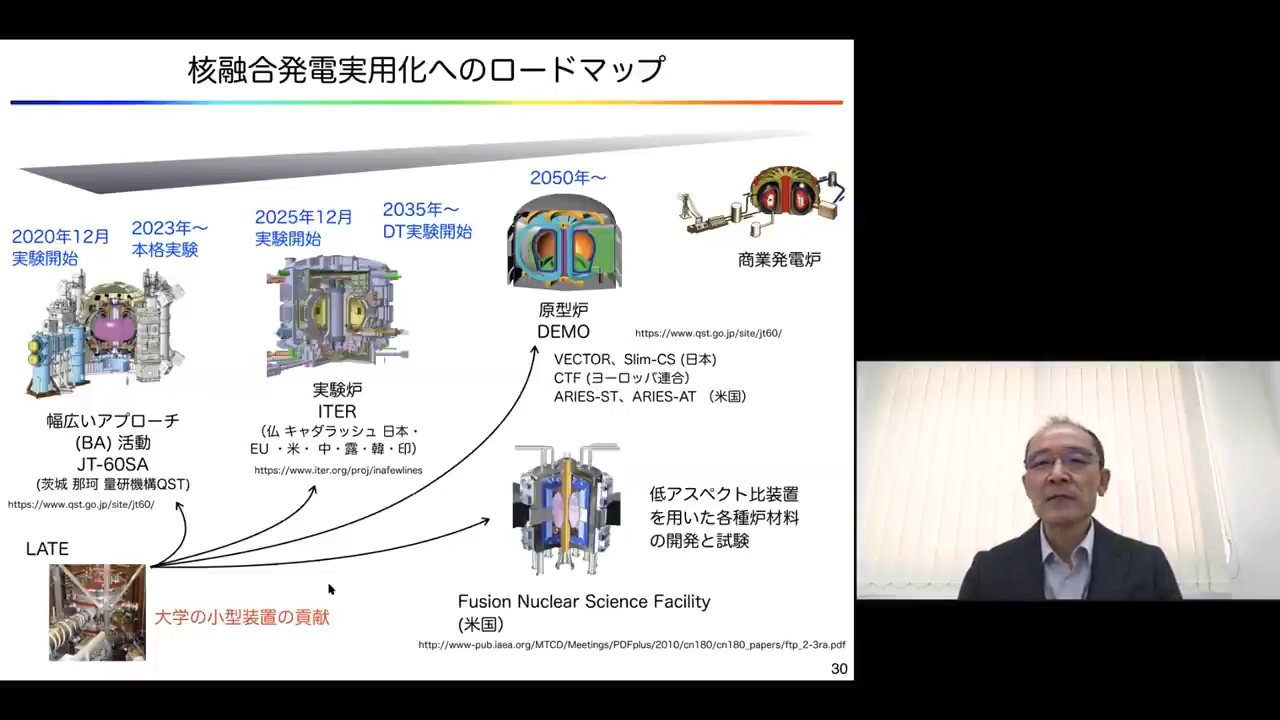 核融合発電実用化へのロードマップ
2020年12月
実験開始
2023年～
本格実験
2025年12月
実験開始
2035年～
DT実験開始
2050年～
商業発電炉
原型炉
DEMO
https://www.qst.go.jp/site/jt60/
VECTOR、Slim-CS (日本)
CTF (ヨーロッパ連合)
ARIES-ST、ARIES-AT （米国）
実験炉
ITER
（仏 キャダラッシュ 日本・
EU ・米・ 中・露・韓・印）
https://www.iter.org/proj/inafewlines
幅広いアプローチ
(BA) 活動
JT-60SA
(茨城 那珂 量研機構QST)
https://www.qst.go.jp/site/jt60/
低アスペクト比装置
を用いた各種炉材料
の開発と試験
LATE
大学の小型装置の貢献
Fusion Nuclear Science Facility
(米国）
http://www-pub.iaea.org/MTCD/Meetings/PDFplus/2010/cn180/cn180_papers/ftp_2-3ra.pdf
30